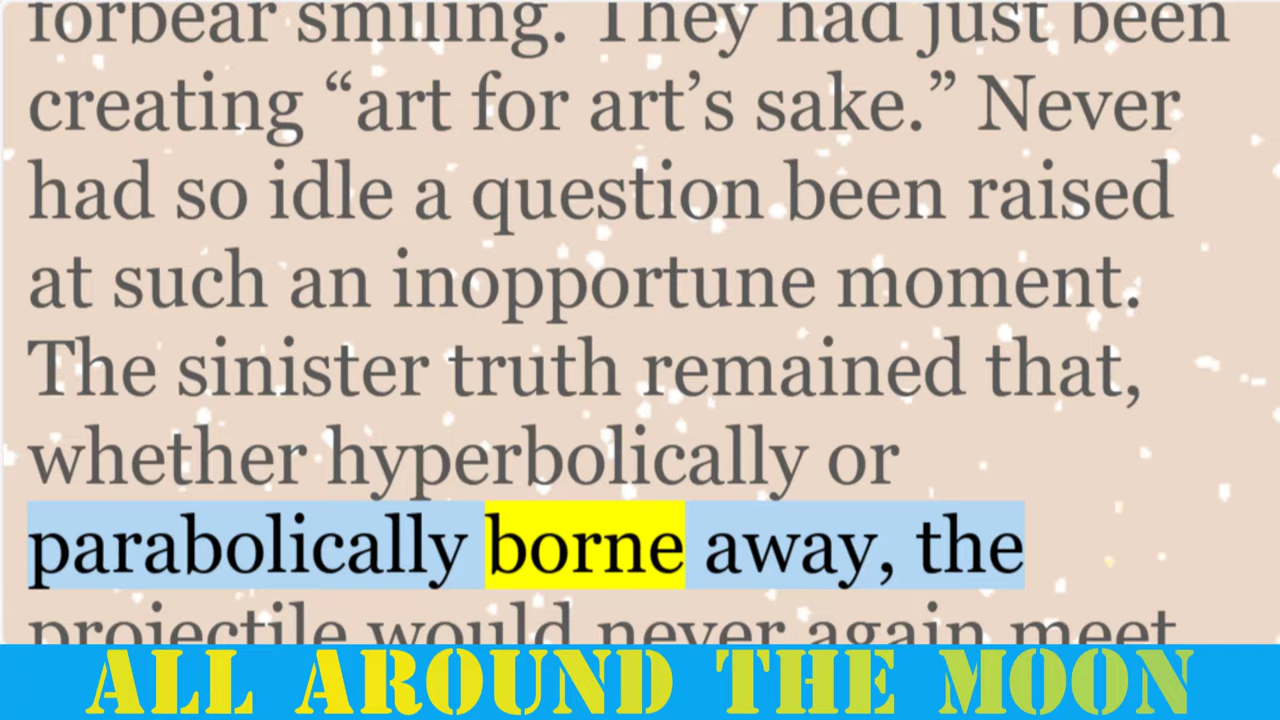 forbear smiling. They had just been
creating “art for art’s sake.” Never
had so idle a question been raised
at such an inopportune moment.
The sinister truth remained that,
whether hyperbolically or
parabolically borne away, the
projectile would never again meet
ALL AROUND THE MOON